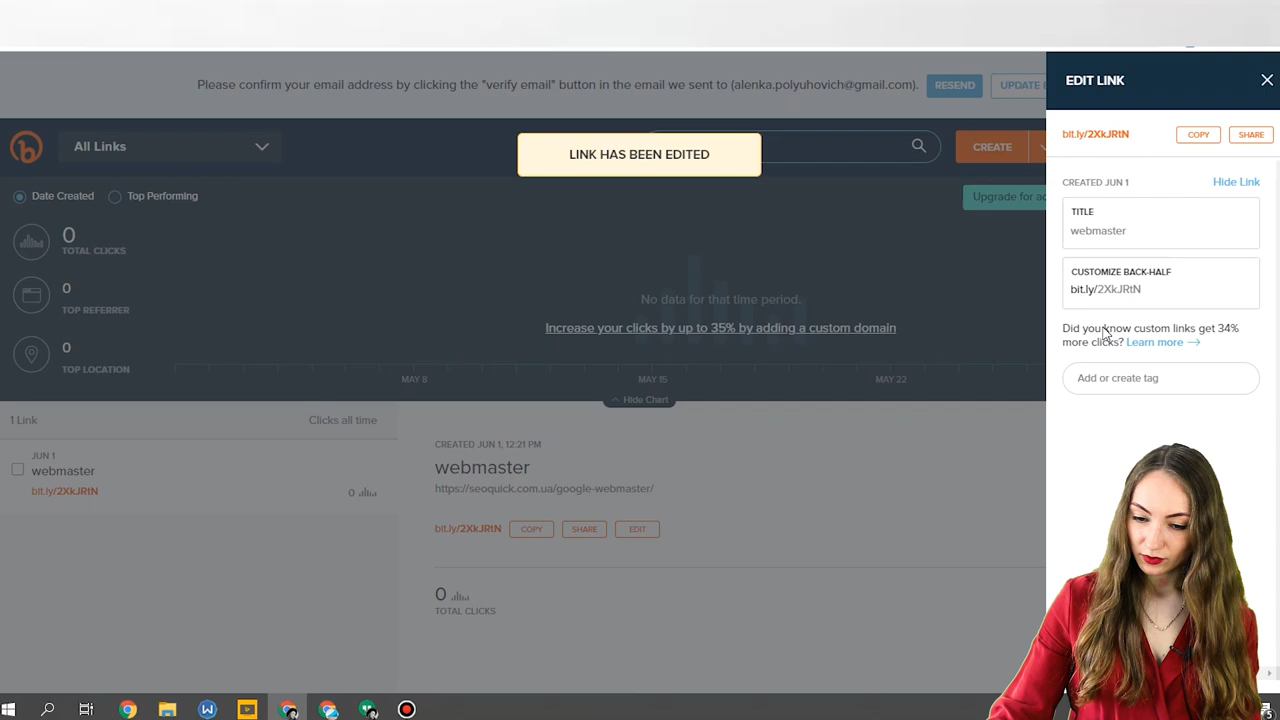 Please confirm your email address by clicking the "verify email" button in the email we sent to (alenka.polyuhovich@gmail.com).
RESEND
UPDATE E
EDIT LINK
bit.ly/2XkJRtN
COPY
SHARE
All Links
LINK HAS BEEN EDITED
CREATE
Date Created
Top Performing
Upgrade for ad
CREATED JUN 1
Hide Link
TITLE
webmaster
CUSTOMIZE BACK-HALF
bit.ly/2XkJRtN
Did you know custom links get 34%
more clicks? Learn more →
Add or create tag
0
TOTAL CLICKS
0
TOP REFERRER
0
TOP LOCATION
No data for that time period.
Increase your clicks by up to 35% by adding a custom domain
MAY 8
MAY 15
MAY 22
Hide Chart
1 Link
Clicks all time
JUN 1
webmaster
bit.ly/2XkJRtN
0
CREATED JUN 1, 12:21 PM
webmaster
https://seoquick.com.ua/google-webmaster/
bit.ly/2XkJRtN
COPY
SHARE
EDIT
0
TOTAL CLICKS